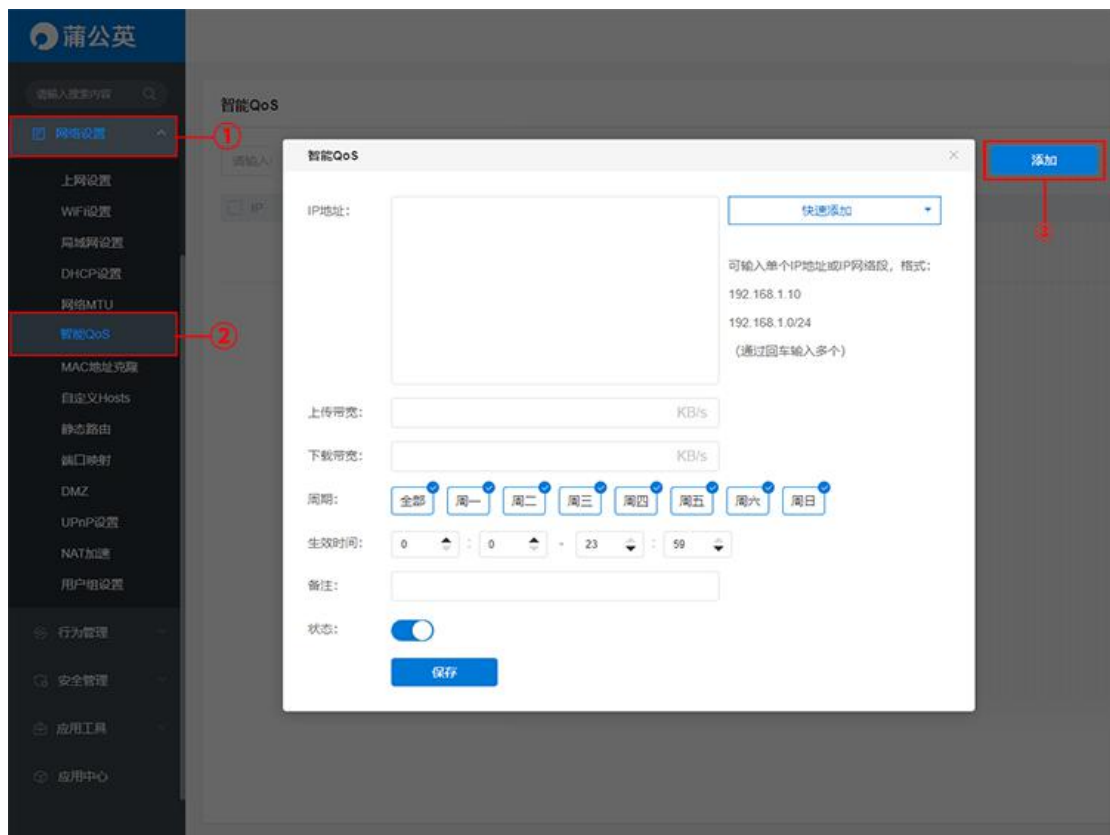 蒲公英
请输入搜索内容
网络设置
①
上网设置
WiFi设置
局域网设置
DHCP设置
网络MTU
智能QoS
②
MAC地址克隆
自定义Hosts
静态路由
端口映射
DMZ
UPnP设置
NAT加速
用户组设置
行为管理
安全管理
应用工具
应用中心
智能QoS
请输入
IP
添加
智能QoS
IP地址：
快速添加
可输入单个IP地址或IP网络段，格式：
192.168.1.10
192.168.1.0/24
（通过回车输入多个）
上传带宽： KB/s
下载带宽： KB/s
周期： 全部 周一 周二 周三 周四 周五 周六 周日
生效时间： 0 : 0 - 23 : 59
备注：
状态：
保存